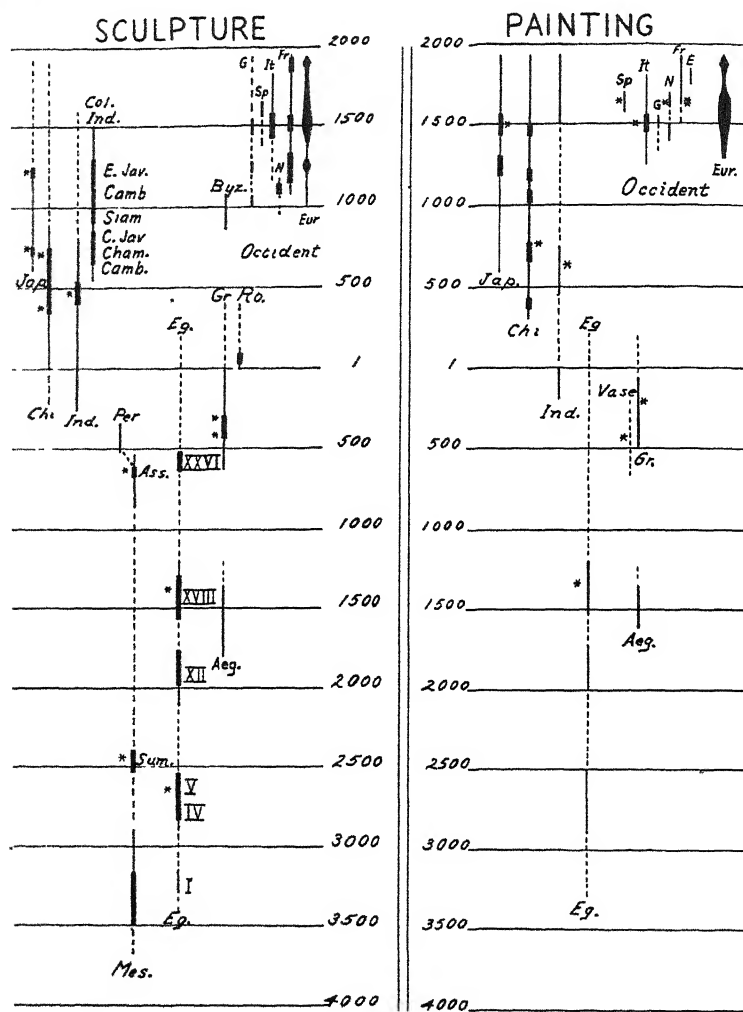 SCULPTURE
2000
G
It
Fr
Sp
Col.
Ind.
1500
N
E. Jav.
Camb
Byz.
1000
Siam
Eur
C. Jav
Cham.
Camb.
Occident
Jap.
500
Gr Ro.
Eg.
1
Chi
Ind.
Per
500
Ass.
XXVI
1000
XVIII
1500
Aeg.
XII
2000
Sum.
2500
V
IV
3000
I
Eg.
3500
Mes.
4000
PAINTING
2000
Fr
E
It
Sp
N
G
1500
Eur.
Occident
1000
Jap.
500
Chi
Eg
1
Ind.
Vase
500
Gr.
1000
1500
Aeg.
2000
2500
3000
Eg.
3500
4000